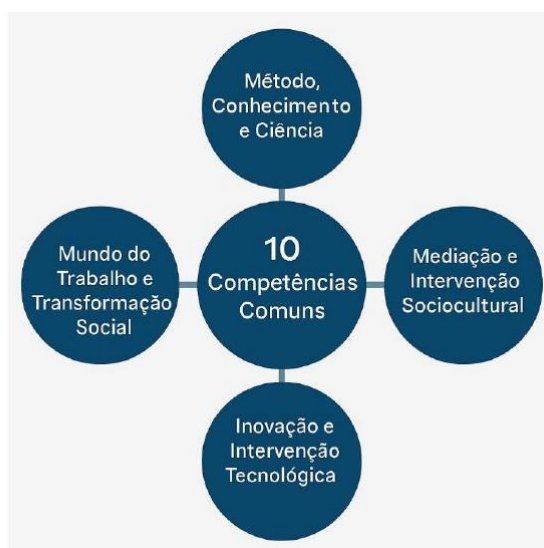 Método,
Conhecimento
e Ciência
Mundo do
Trabalho e
Transformação
Social
10
Competências
Comuns
Mediação e
Intervenção
Sociocultural
Inovação e
Intervenção
Tecnológica